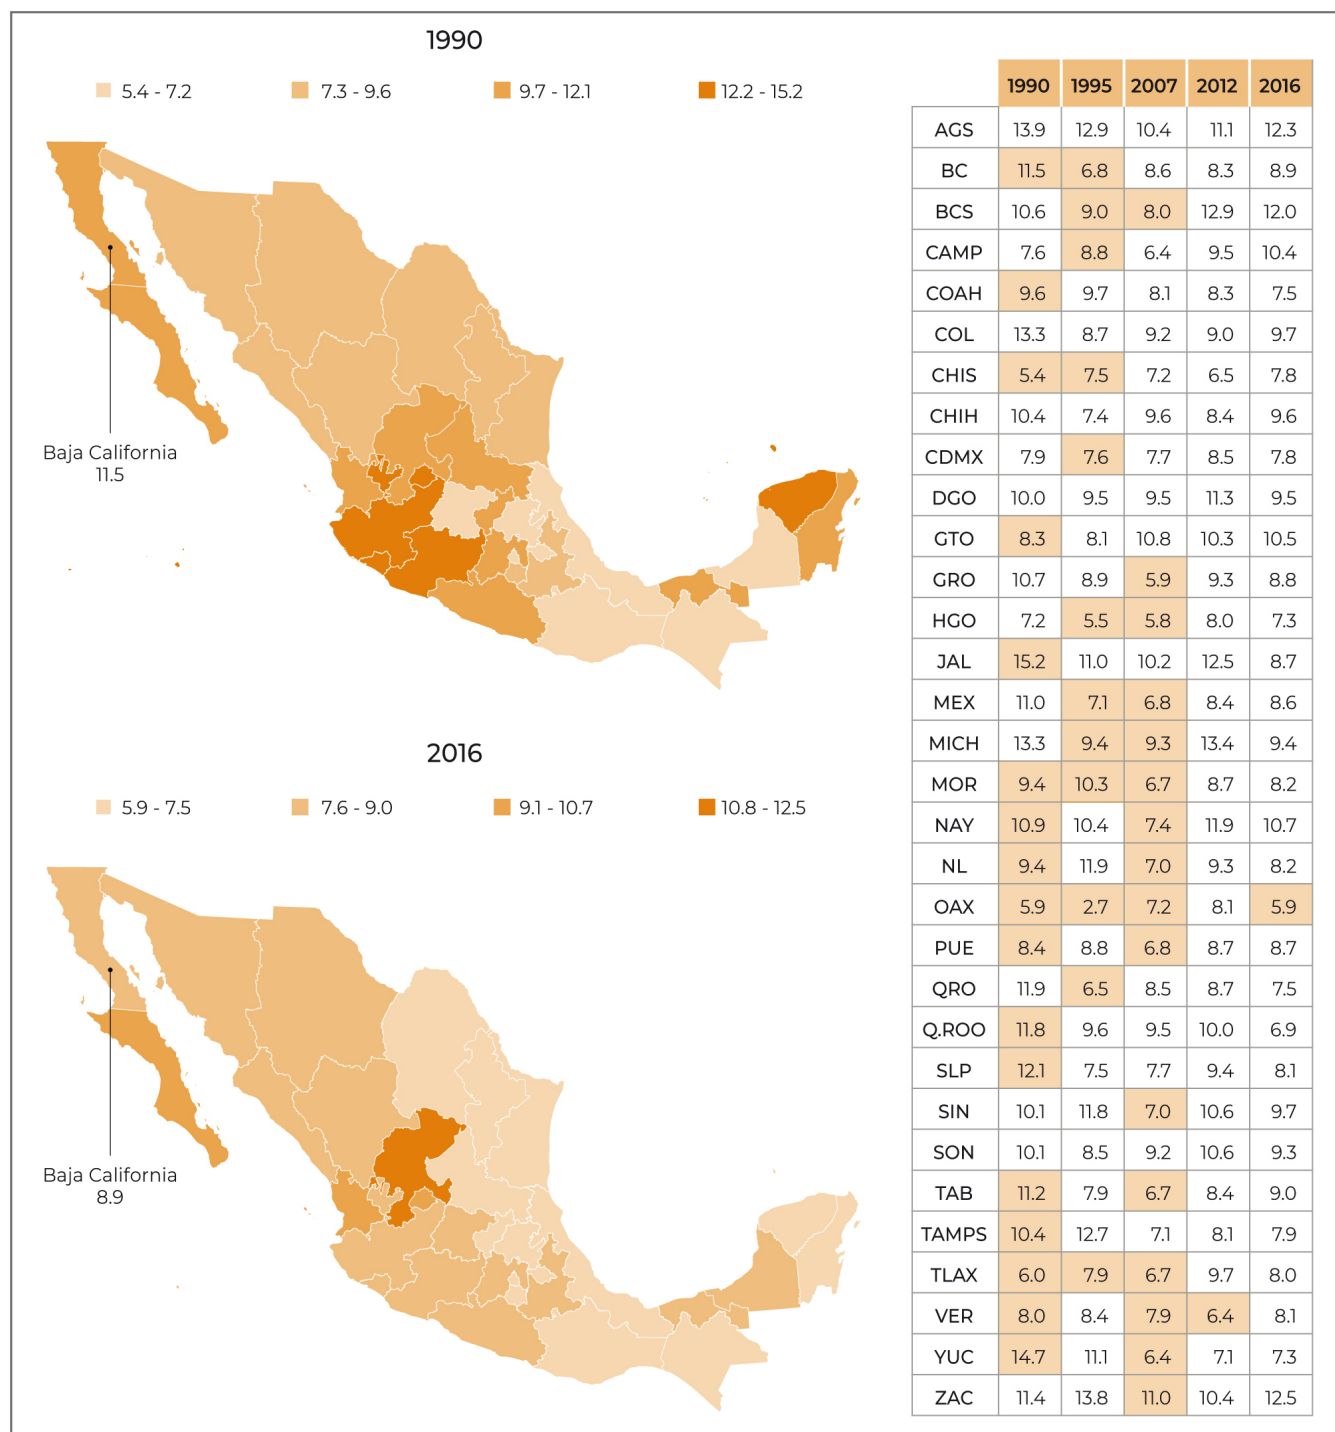 1990
5.4 - 7.2 7.3 - 9.6 9.7 - 12.1 12.2 - 15.2
Baja California
11.5
2016
5.9 - 7.5 7.6 - 9.0 9.1 - 10.7 10.8 - 12.5
Baja California
8.9
1990 1995 2007 2012 2016
AGS 13.9 12.9 10.4 11.1 12.3
BC 11.5 6.8 8.6 8.3 8.9
BCS 10.6 9.0 8.0 12.9 12.0
CAMP 7.6 8.8 6.4 9.5 10.4
COAH 9.6 9.7 8.1 8.3 7.5
COL 13.3 8.7 9.2 9.0 9.7
CHIS 5.4 7.5 7.2 6.5 7.8
CHIH 10.4 7.4 9.6 8.4 9.6
CDMX 7.9 7.6 7.7 8.5 7.8
DGO 10.0 9.5 9.5 11.3 9.5
GTO 8.3 8.1 10.8 10.3 10.5
GRO 10.7 8.9 5.9 9.3 8.8
HGO 7.2 5.5 5.8 8.0 7.3
JAL 15.2 11.0 10.2 12.5 8.7
MEX 11.0 7.1 6.8 8.4 8.6
MICH 13.3 9.4 9.3 13.4 9.4
MOR 9.4 10.3 6.7 8.7 8.2
NAY 10.9 10.4 7.4 11.9 10.7
NL 9.4 11.9 7.0 9.3 8.2
OAX 5.9 2.7 7.2 8.1 5.9
PUE 8.4 8.8 6.8 8.7 8.7
QRO 11.9 6.5 8.5 8.7 7.5
Q.ROO 11.8 9.6 9.5 10.0 6.9
SLP 12.1 7.5 7.7 9.4 8.1
SIN 10.1 11.8 7.0 10.6 9.7
SON 10.1 8.5 9.2 10.6 9.3
TAB 11.2 7.9 6.7 8.4 9.0
TAMPS 10.4 12.7 7.1 8.1 7.9
TLAX 6.0 7.9 6.7 9.7 8.0
VER 8.0 8.4 7.9 6.4 8.1
YUC 14.7 11.1 6.4 7.1 7.3
ZAC 11.4 13.8 11.0 10.4 12.5